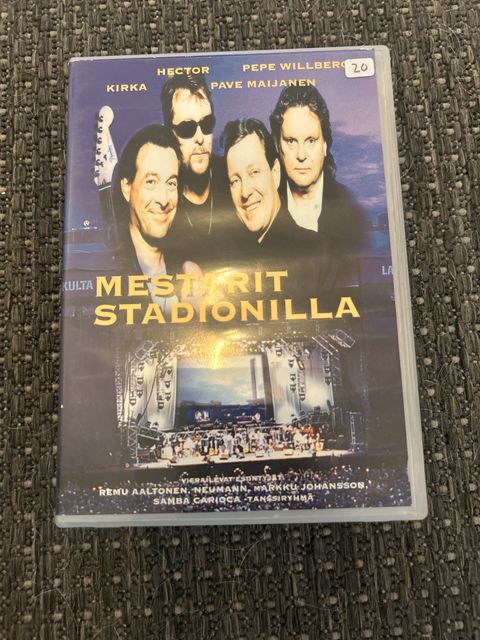 HECTOR PEPE WILLBERG
20
KIRKA PAVE MAIJANEN
KULTA
MESTARIT
STADIONILLA
VIERAILEVAT ESIINTYJÄT
REMU AALTONEN, NEUMANN, MARKKU JOHANSSON,
SAMBA CARIOCA -TANSSIRYHMÄ